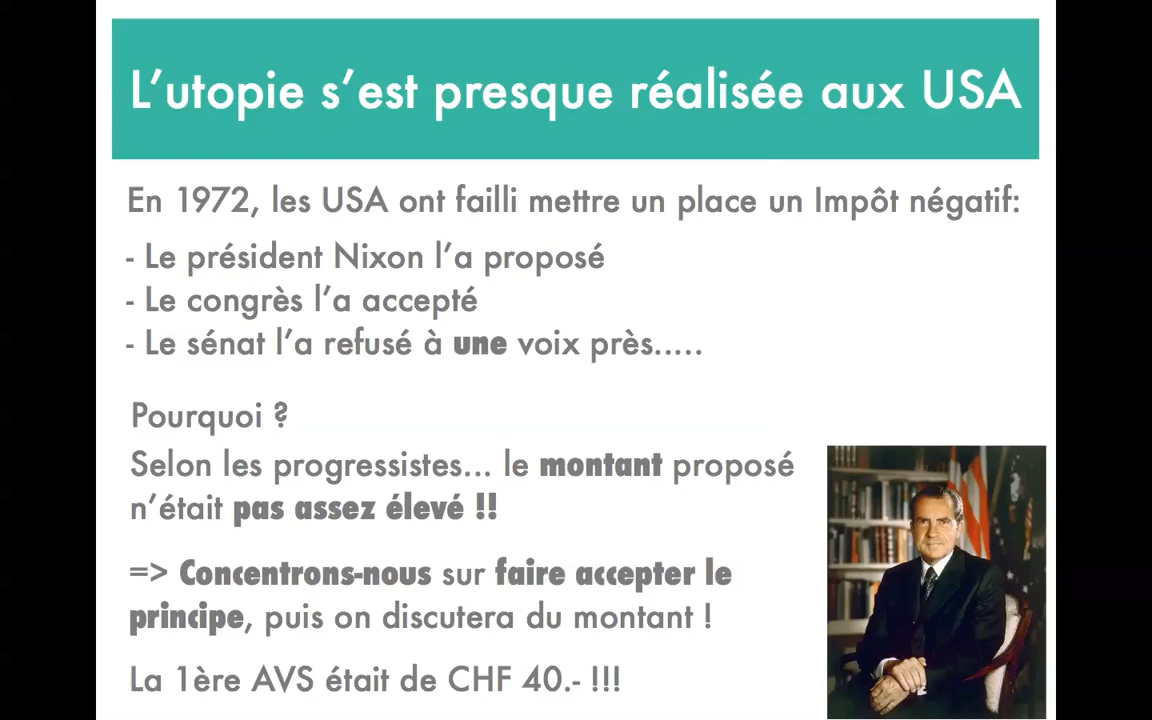 L’utopie s’est presque réalisée aux USA
En 1972, les USA ont failli mettre un place un Impôt négatif:
- Le président Nixon l’a proposé
- Le congrès l’a accepté
- Le sénat l’a refusé à une voix près.....
Pourquoi ?
Selon les progressistes... le montant proposé
n’était pas assez élevé !!
=> Concentrons-nous sur faire accepter le
principe, puis on discutera du montant !
La 1ère AVS était de CHF 40.- !!!